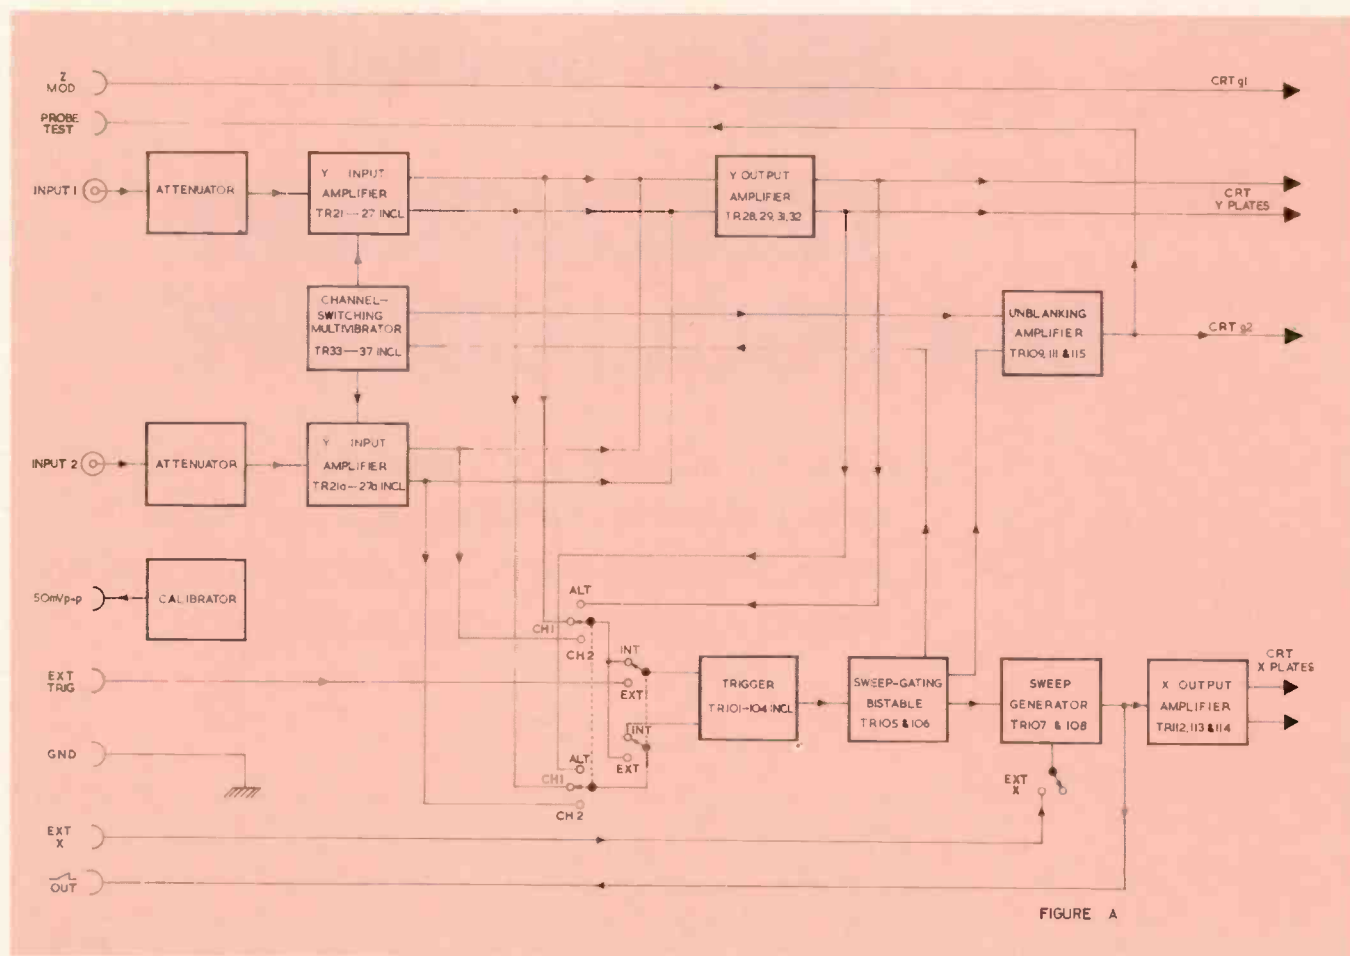 Z
MOD
CRT g1
PROBE
TEST
INPUT 1
ATTENUATOR
Y INPUT
AMPLIFIER
TR21—27 INCL
Y OUTPUT
AMPLIFIER
TR28, 29, 31, 32
CRT
Y PLATES
CHANNEL-
SWITCHING
MULTIVIBRATOR
TR33—37 INCL
UNBLANKING
AMPLIFIER
TR109, 111 & 115
CRT g2
INPUT 2
ATTENUATOR
Y INPUT
AMPLIFIER
TR21a—27a INCL
50mVp-p
CALIBRATOR
ALT
CH1
CH2
INT
EXT
EXT
TRIG
TRIGGER
TR101-104 INCL
SWEEP-GATING
BISTABLE
TR105 & 106
SWEEP
GENERATOR
TR107 & 108
X OUTPUT
AMPLIFIER
TR112, 113 & 114
CRT
X PLATES
GND
INT
EXT
ALT
CH1
CH2
EXT
X
EXT
X
OUT
FIGURE A